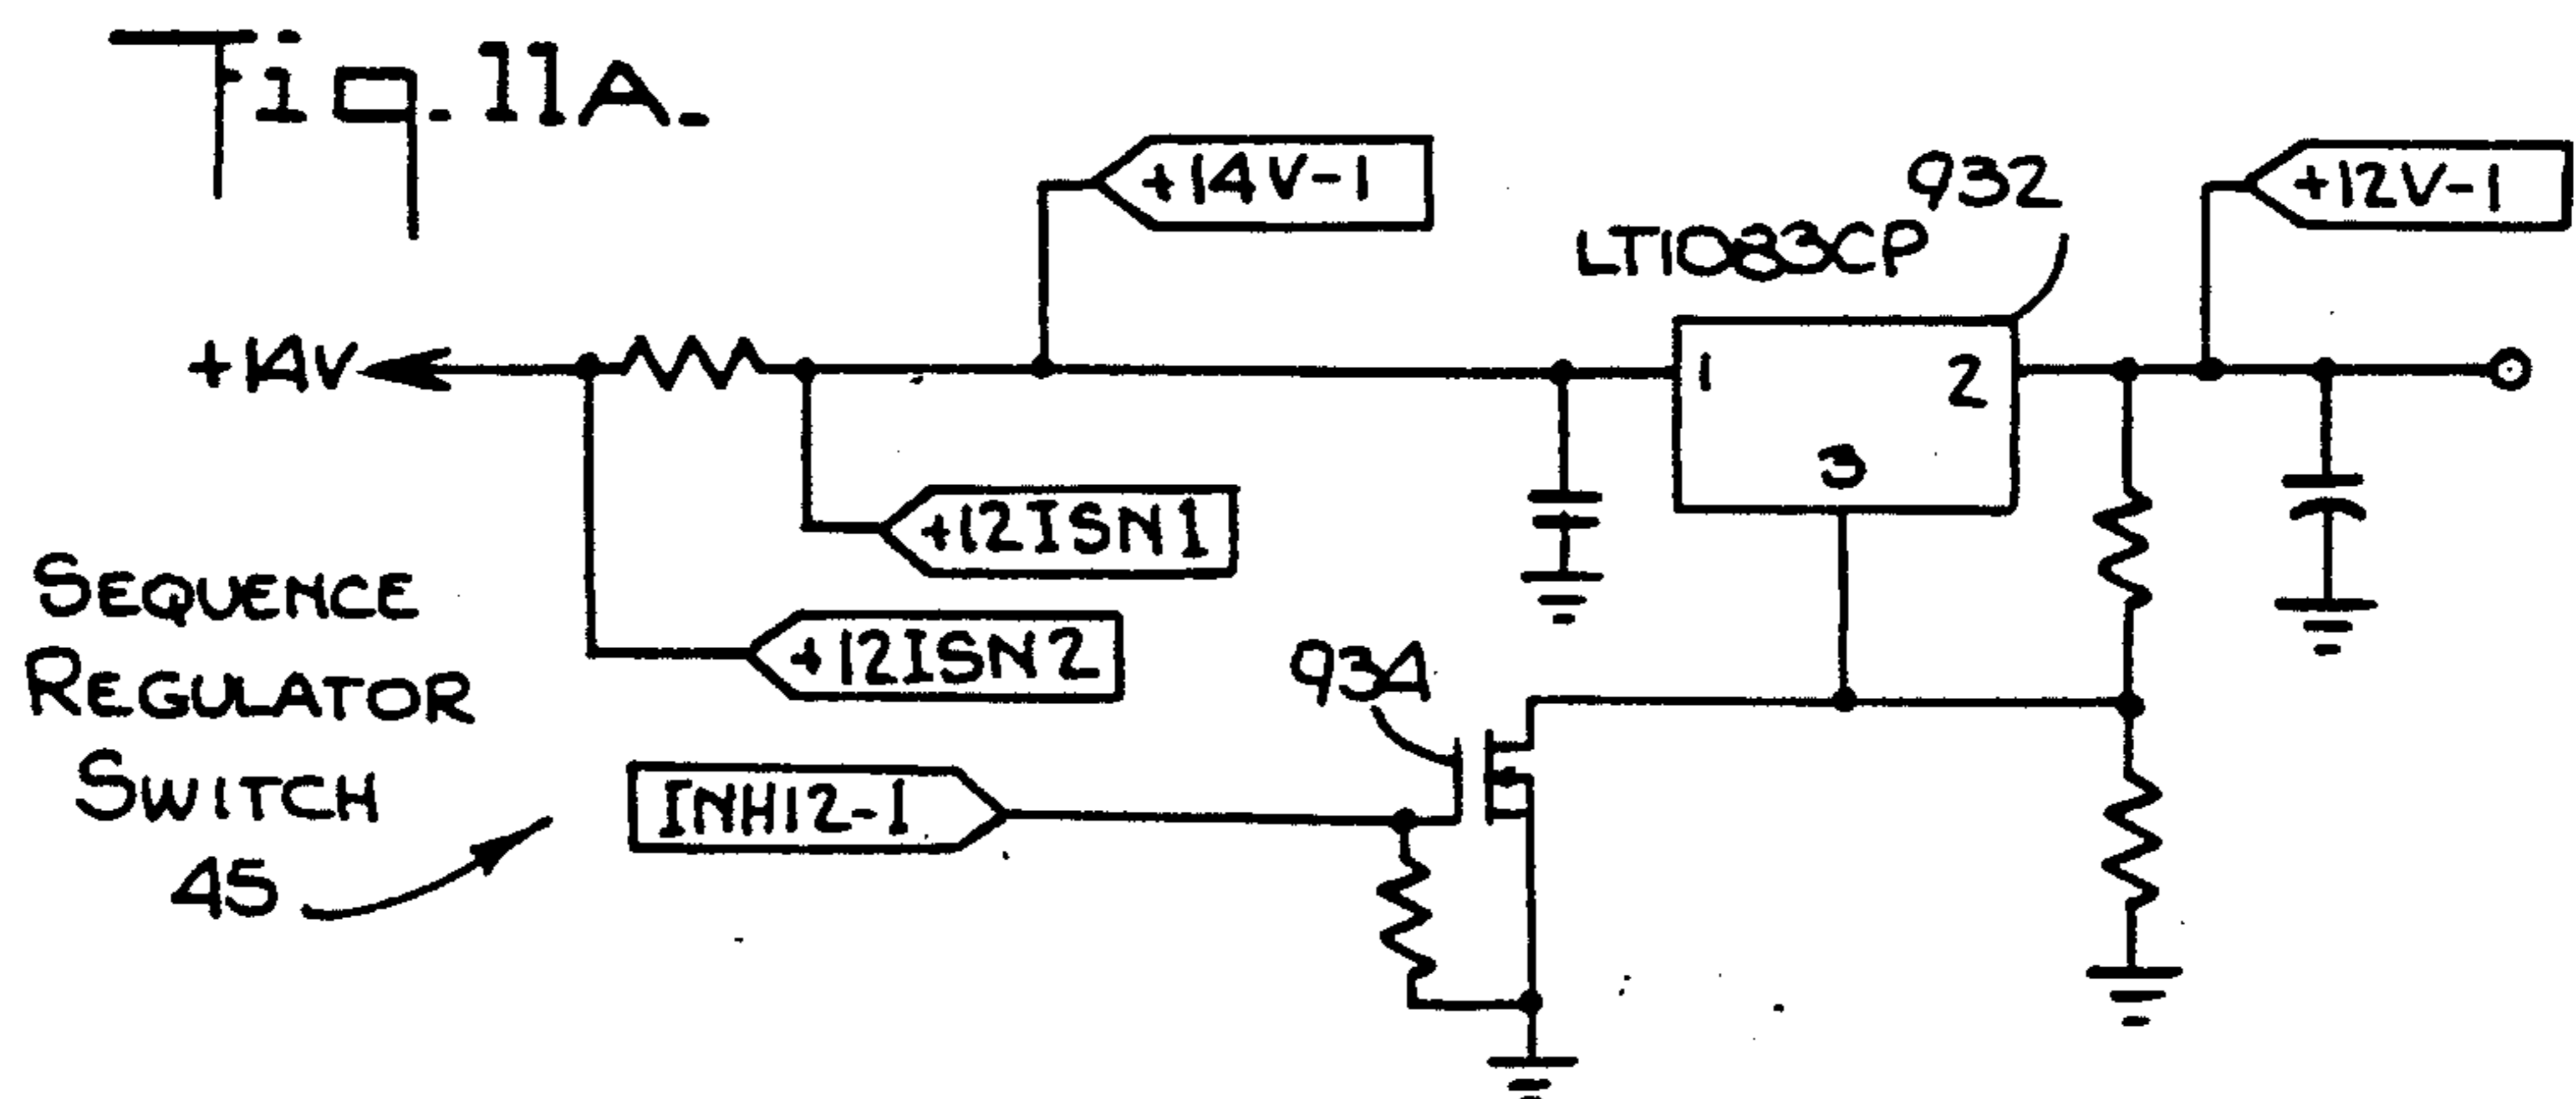 Fig. 11A.
+14V-1
932
LT1083CP
+12V-1
+14V
1
2
3
+12ISN1
+12ISN2
SEQUENCE
REGULATOR
SWITCH
45
934
INH12-1